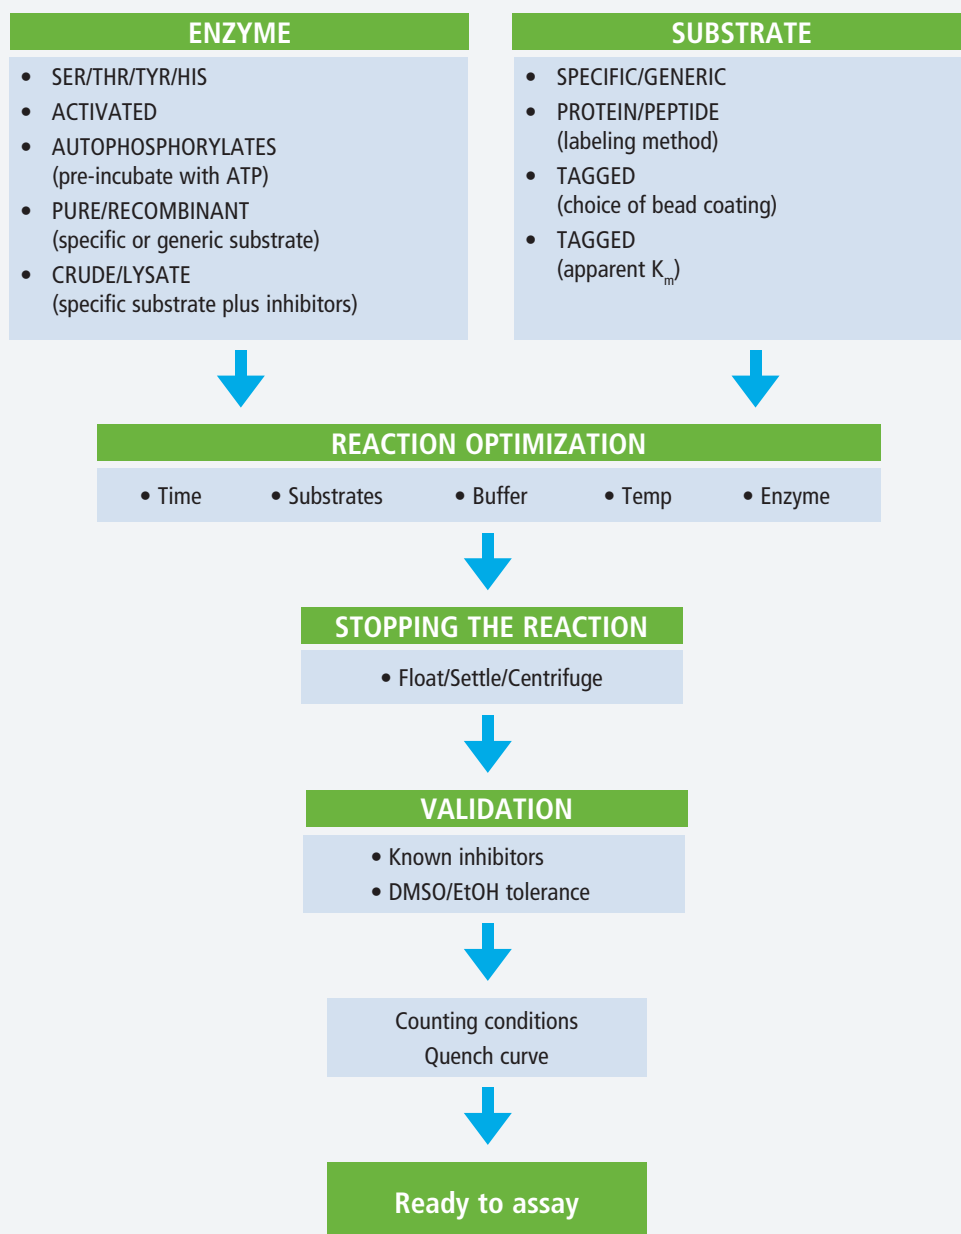 ENZYME
• SER/THR/TYR/HIS
• ACTIVATED
• AUTOPHOSPHORYLATES
(pre-incubate with ATP)
• PURE/RECOMBINANT
(specific or generic substrate)
• CRUDE/LYSATE
(specific substrate plus inhibitors)
SUBSTRATE
• SPECIFIC/GENERIC
• PROTEIN/PEPTIDE
(labeling method)
• TAGGED
(choice of bead coating)
• TAGGED
(apparent Km)
REACTION OPTIMIZATION
• Time • Substrates • Buffer • Temp • Enzyme
STOPPING THE REACTION
• Float/Settle/Centrifuge
VALIDATION
• Known inhibitors
• DMSO/EtOH tolerance
Counting conditions
Quench curve
Ready to assay